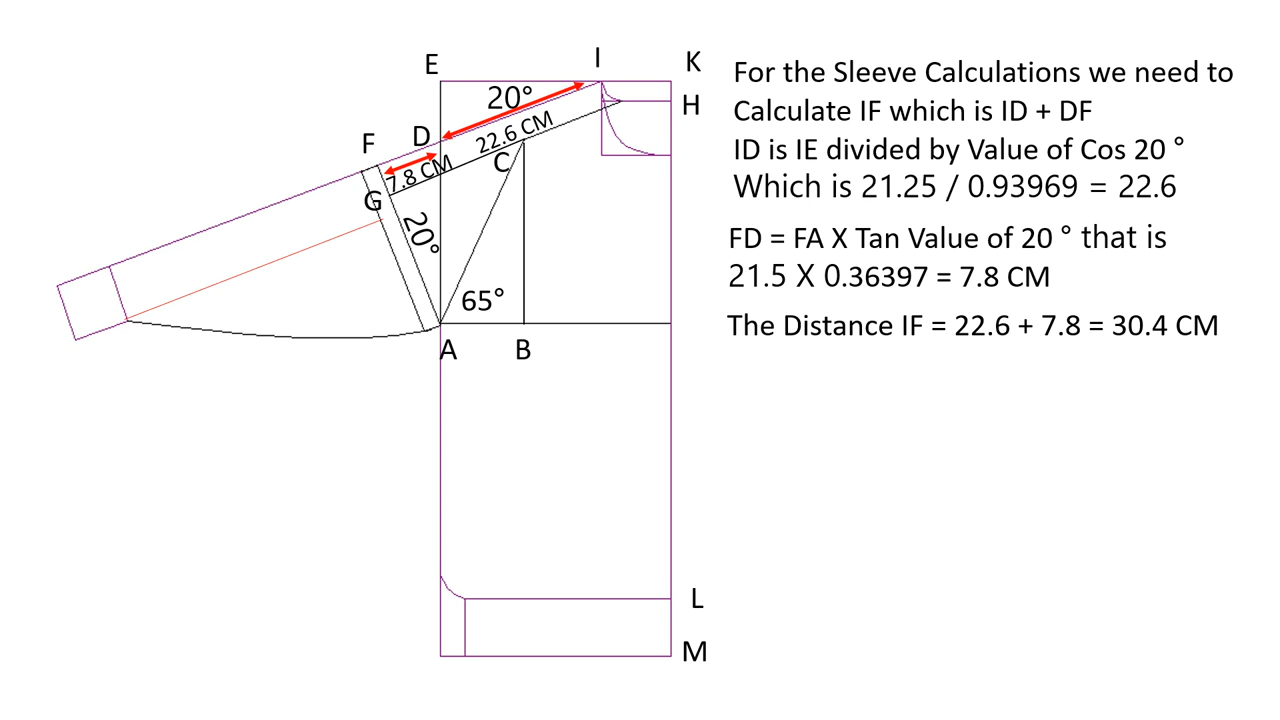 E
I
K
20°
H
F
D
22.6 CM
7.8 CM
C
G
20°
65°
A
B
L
M
For the Sleeve Calculations we need to
Calculate IF which is ID + DF
ID is IE divided by Value of Cos 20 °
Which is 21.25 / 0.93969 = 22.6
FD = FA X Tan Value of 20 ° that is
21.5 X 0.36397 = 7.8 CM
The Distance IF = 22.6 + 7.8 = 30.4 CM